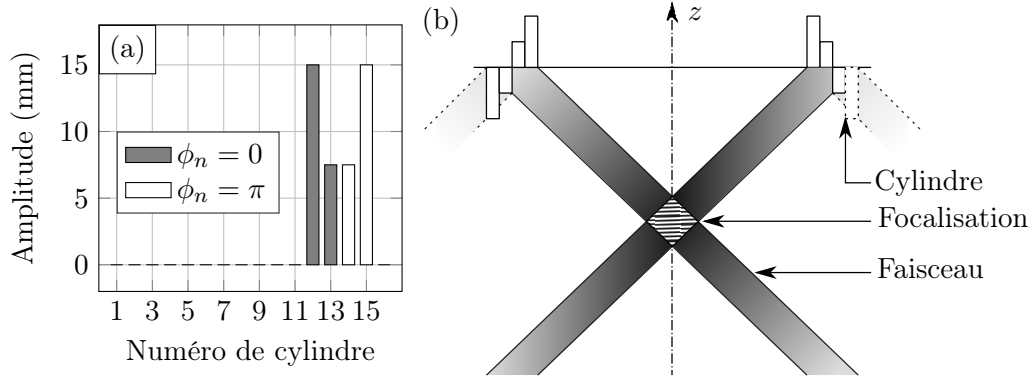 (a)
Amplitude (mm)
15
10
5
0
ϕₙ = 0
ϕₙ = π
1 3 5 7 9 11 13 15
Numéro de cylindre
(b)
z
Cylindre
Focalisation
Faisceau